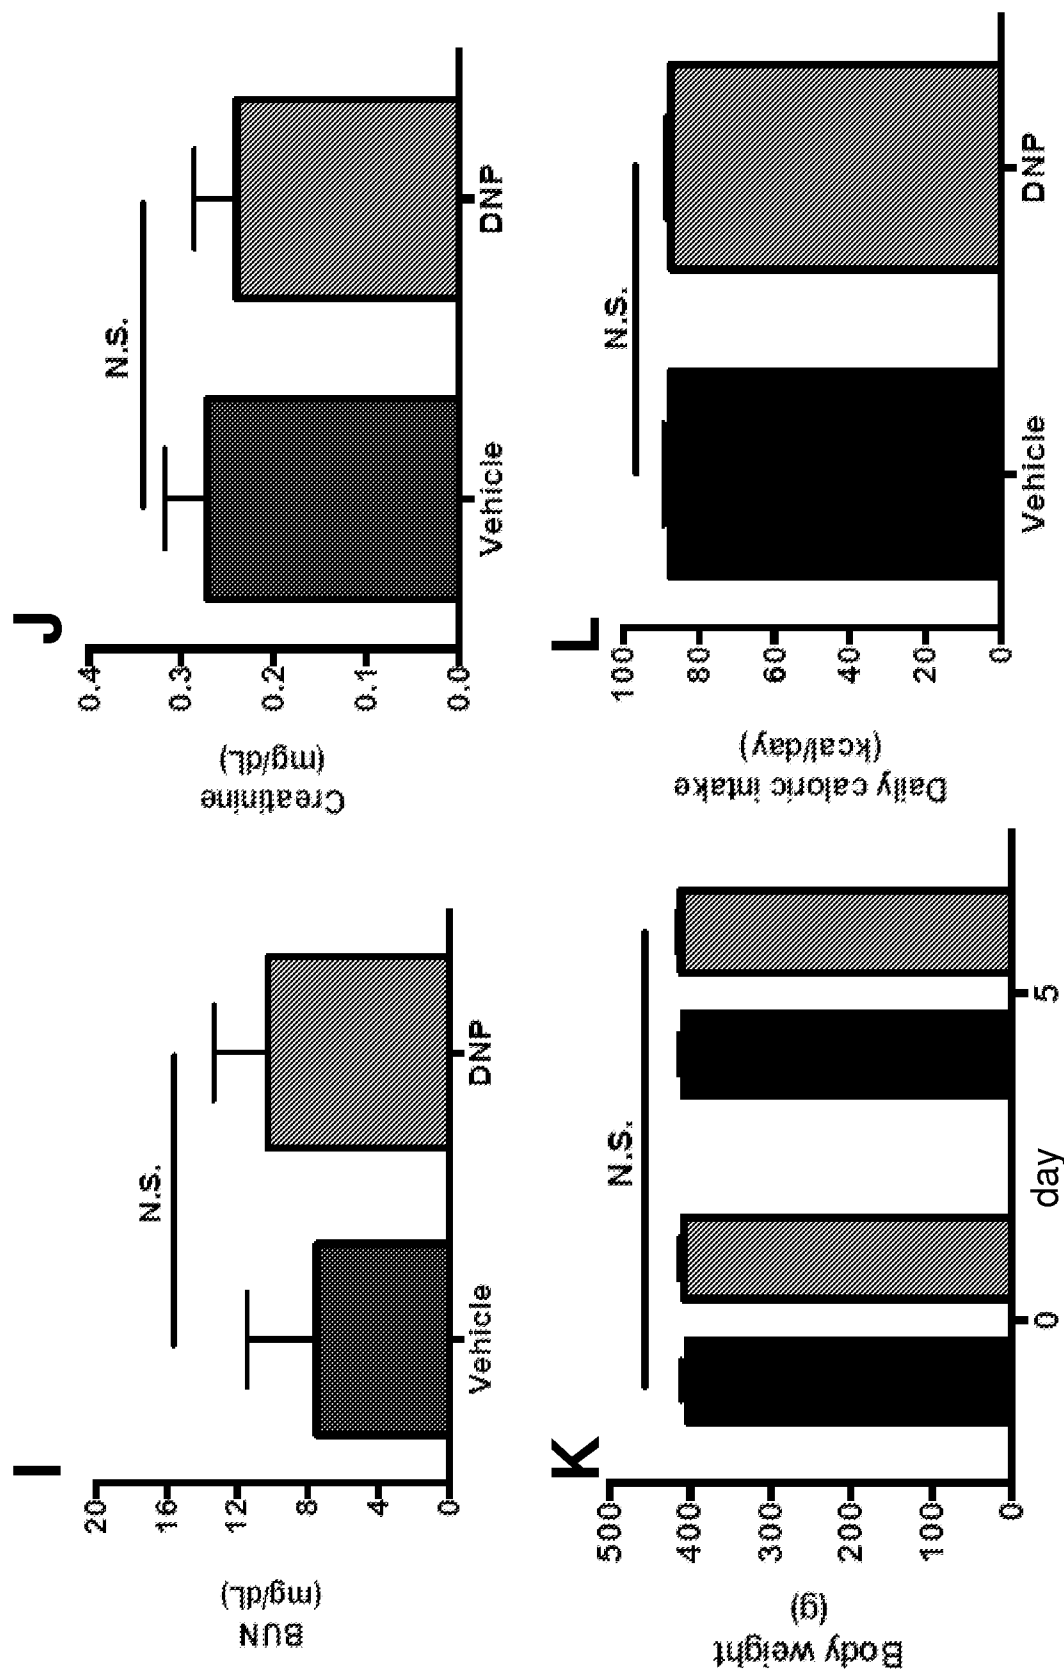 I
BUN
(mg/dL)
20
16
12
8
4
0
N.S.
Vehicle
DNP
J
Creatinine
(mg/dL)
0.4
0.3
0.2
0.1
0.0
N.S.
Vehicle
DNP
K
Body weight
(g)
500
400
300
200
100
0
N.S.
0
5
day
L
Daily caloric intake
(kcal/day)
100
80
60
40
20
0
N.S.
Vehicle
DNP